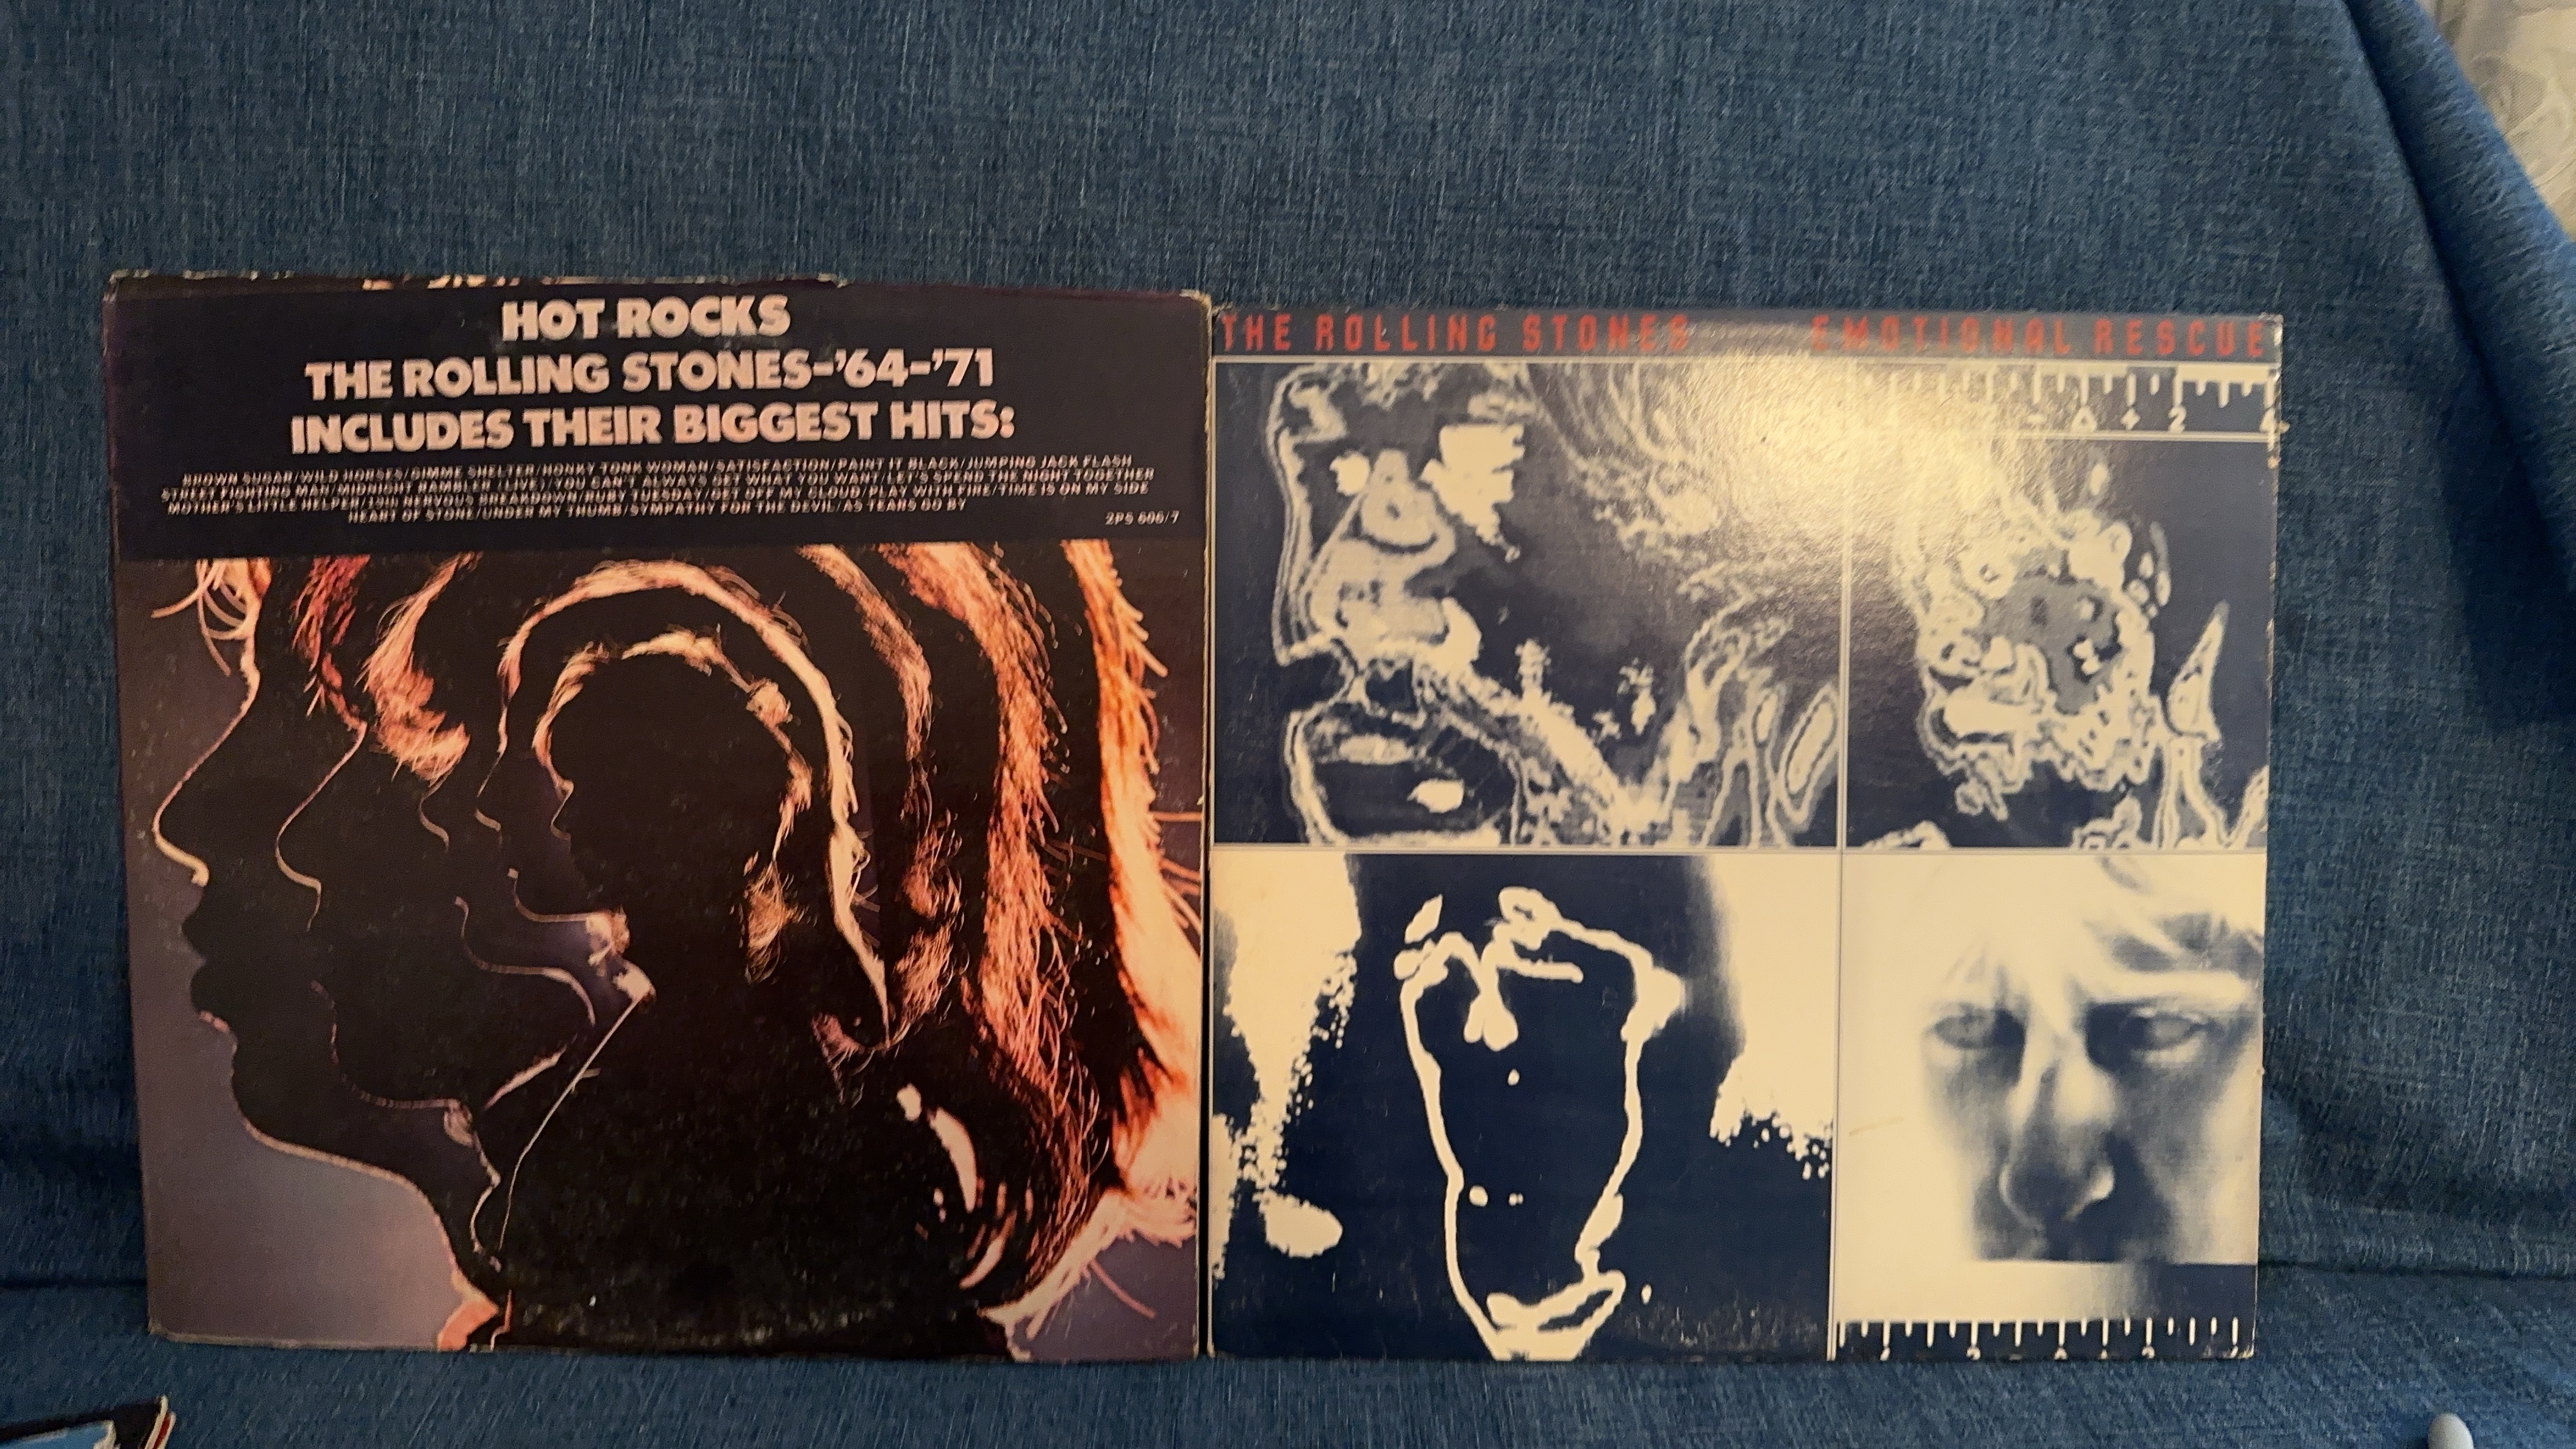 HOT ROCKS
THE ROLLING STONES-'64-'71
INCLUDES THEIR BIGGEST HITS:
BROWN SUGAR/WILD HORSES/GIMME SHELTER/HONKY TONK WOMAN/SATISFACTION/PAINT IT BLACK/JUMPING JACK FLASH
STREET FIGHTING MAN/MIDNIGHT RAMBLER (LIVE)/YOU CAN'T ALWAYS GET WHAT YOU WANT/LET'S SPEND THE NIGHT TOGETHER
MOTHER'S LITTLE HELPER/19TH NERVOUS BREAKDOWN/RUBY TUESDAY/GET OFF MY CLOUD/PLAY WITH FIRE/TIME IS ON MY SIDE
HEART OF STONE/UNDER MY THUMB/SYMPATHY FOR THE DEVIL/AS TEARS GO BY
2PS 606/7
THE ROLLING STONES EMOTIONAL RESCUE
- Δ + 2